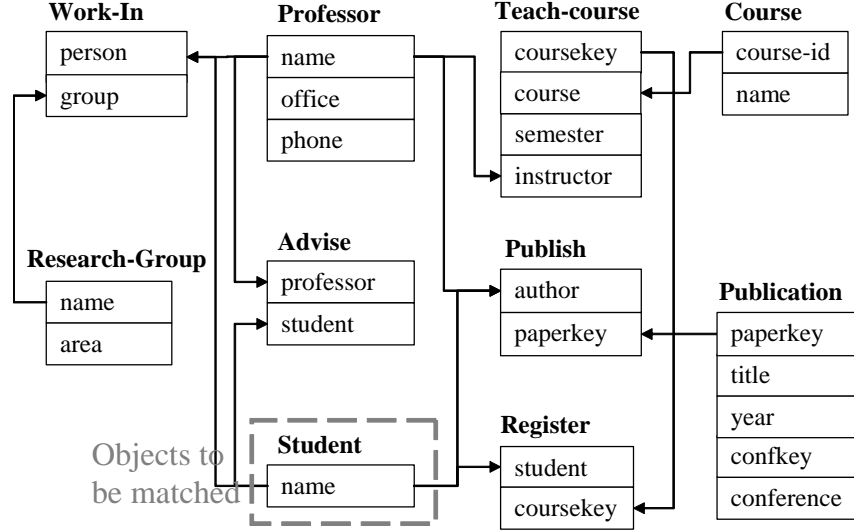 Work-In
person
group
Professor
name
office
phone
Teach-course
coursekey
course
semester
instructor
Course
course-id
name
Research-Group
name
area
Advise
professor
student
Publish
author
paperkey
Publication
paperkey
title
year
confkey
conference
Objects to
be matched
Student
name
Register
student
coursekey